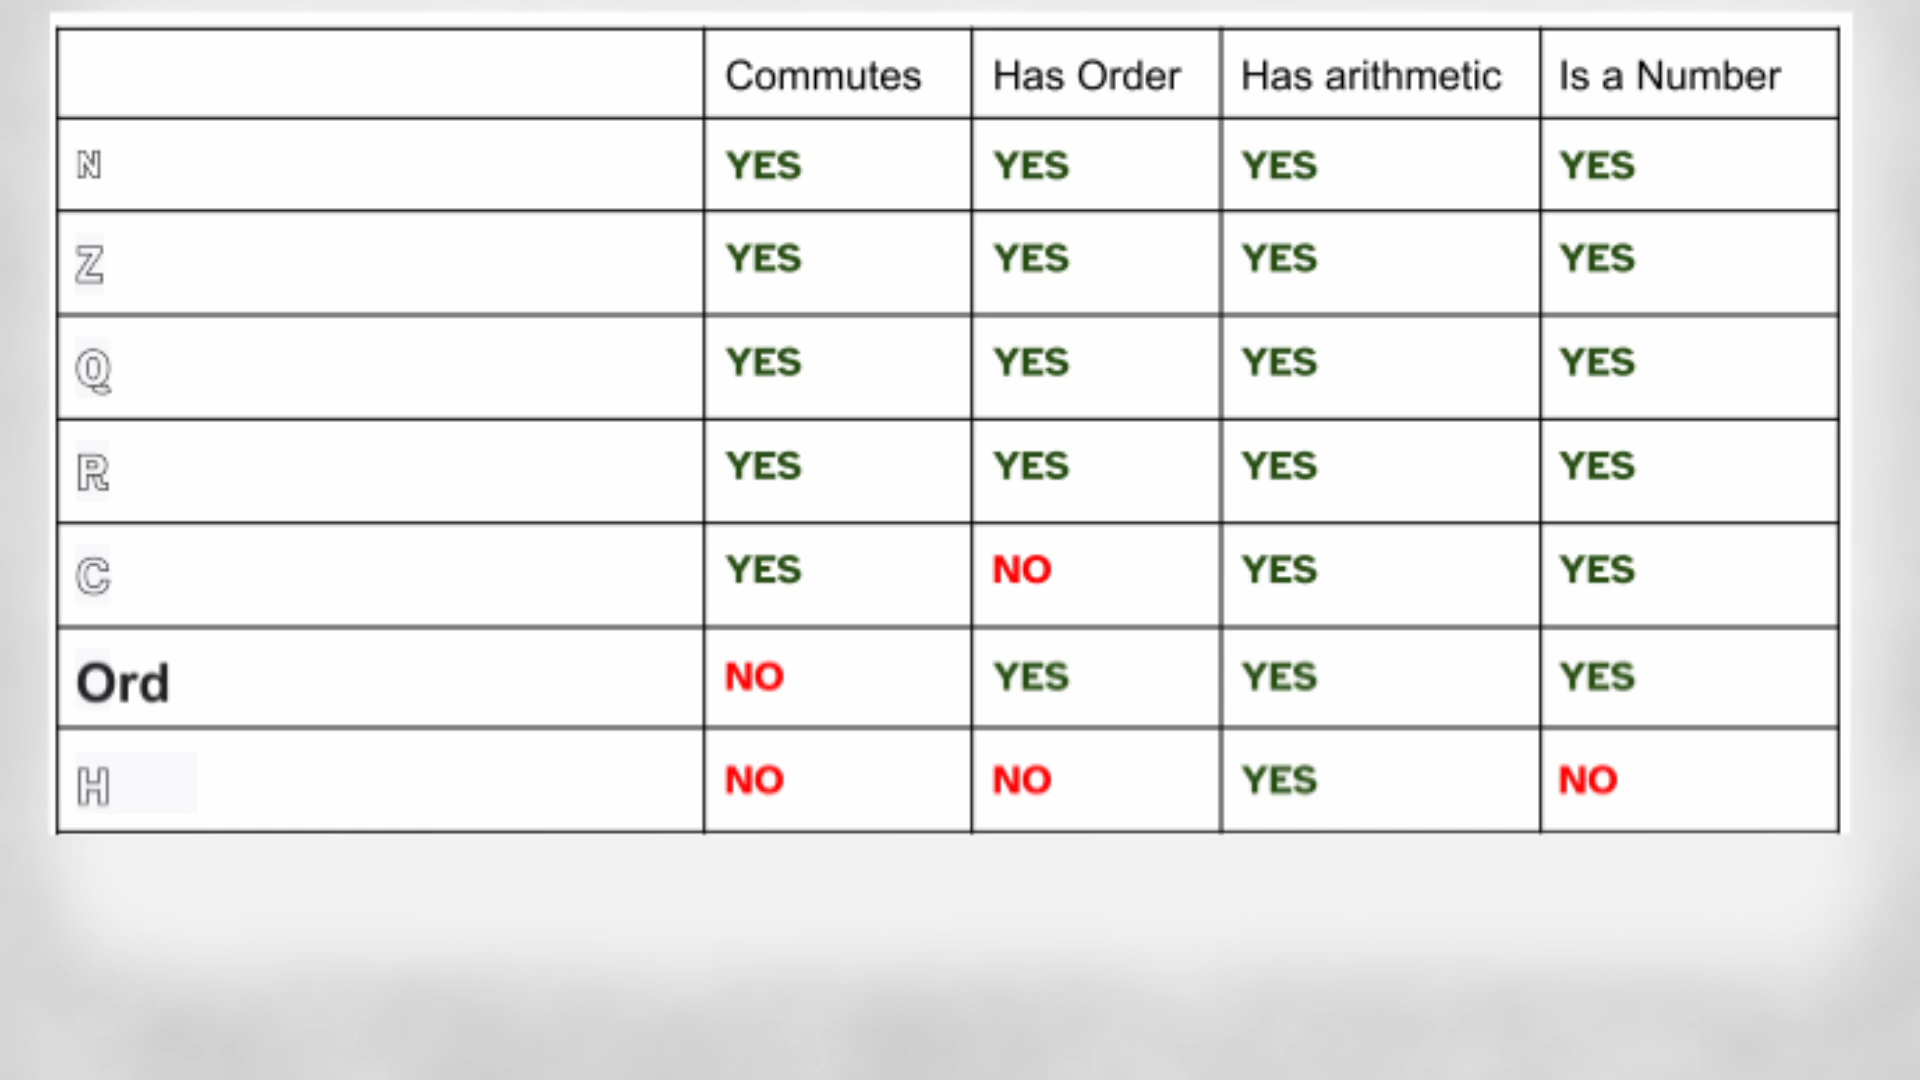 Commutes Has Order Has arithmetic Is a Number
ℕ YES YES YES YES
ℤ YES YES YES YES
ℚ YES YES YES YES
ℝ YES YES YES YES
ℂ YES NO YES YES
Ord NO YES YES YES
ℍ NO NO YES NO